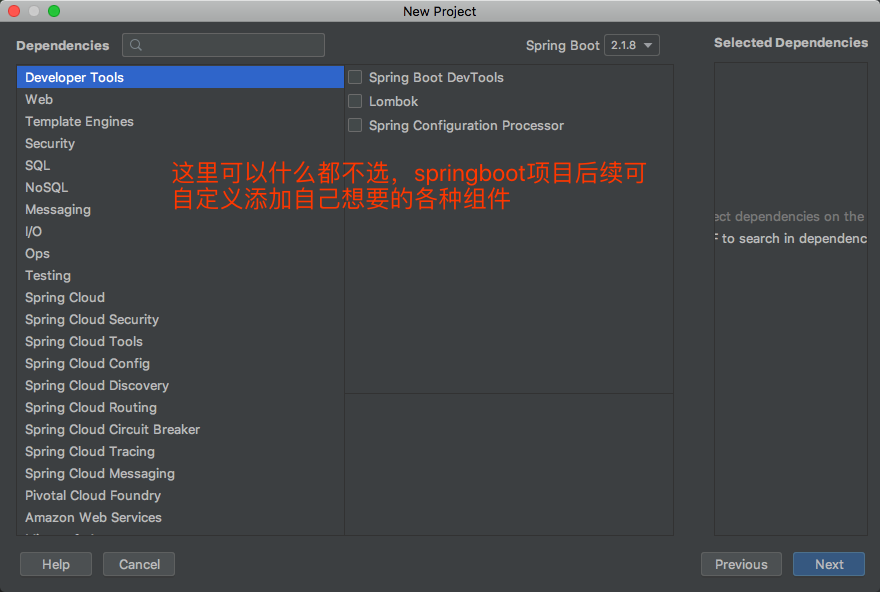 New Project
Dependencies
Spring Boot 2.1.8
Selected Dependencies
Developer Tools
Web
Template Engines
Security
SQL
NoSQL
Messaging
I/O
Ops
Testing
Spring Cloud
Spring Cloud Security
Spring Cloud Tools
Spring Cloud Config
Spring Cloud Discovery
Spring Cloud Routing
Spring Cloud Circuit Breaker
Spring Cloud Tracing
Spring Cloud Messaging
Pivotal Cloud Foundry
Amazon Web Services
Spring Boot DevTools
Lombok
Spring Configuration Processor
这里可以什么都不选，springboot项目后续可
自定义添加自己想要的各种组件
ect dependencies on the
F to search in dependenc
Help
Cancel
Previous
Next